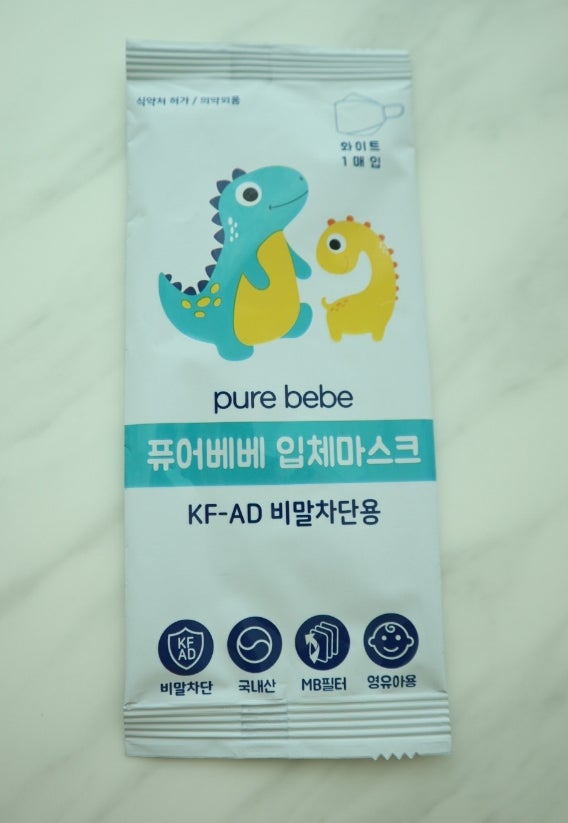 식약처 허가 / 의약외품
화이트
1매입
pure bebe
퓨어베베 입체마스크
KF-AD 비말차단용
KF
AD
비말차단
국내산
MB필터
영유아용